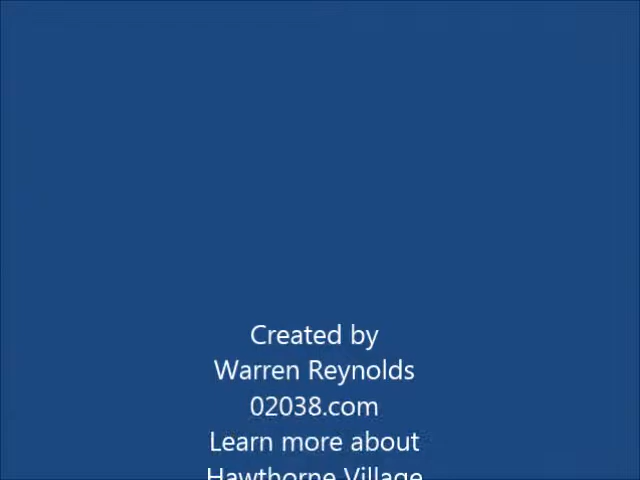 Created by
Warren Reynolds
02038.com
Learn more about
Hawthorne Village